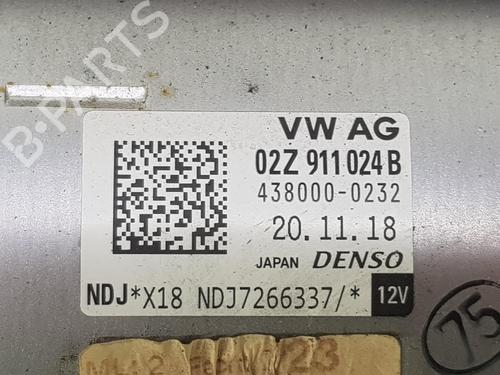 B-PARTS
VW AG
02Z 911 024 B
438000-0232
20.11.18
JAPAN DENSO
NDJ*X18 NDJ7266337/* 12V
75